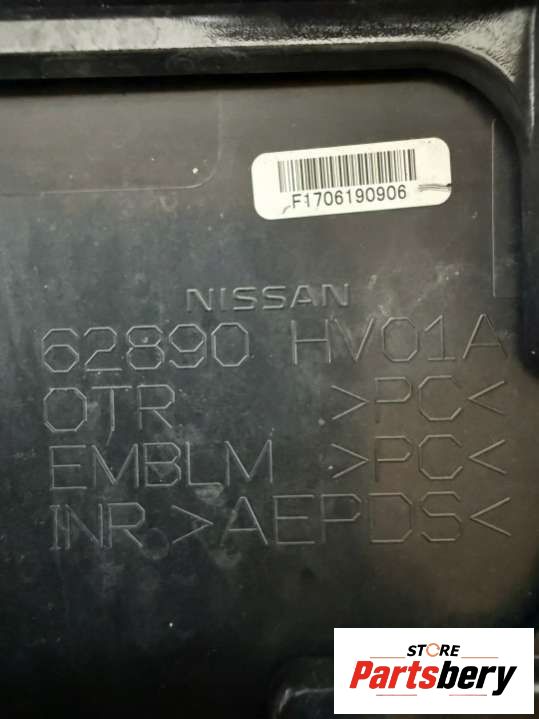 F1706190906
NISSAN
62890 HV01A
OTR >PC<
EMBLM >PC<
INR.>AEPDS<
STORE
Partsbery